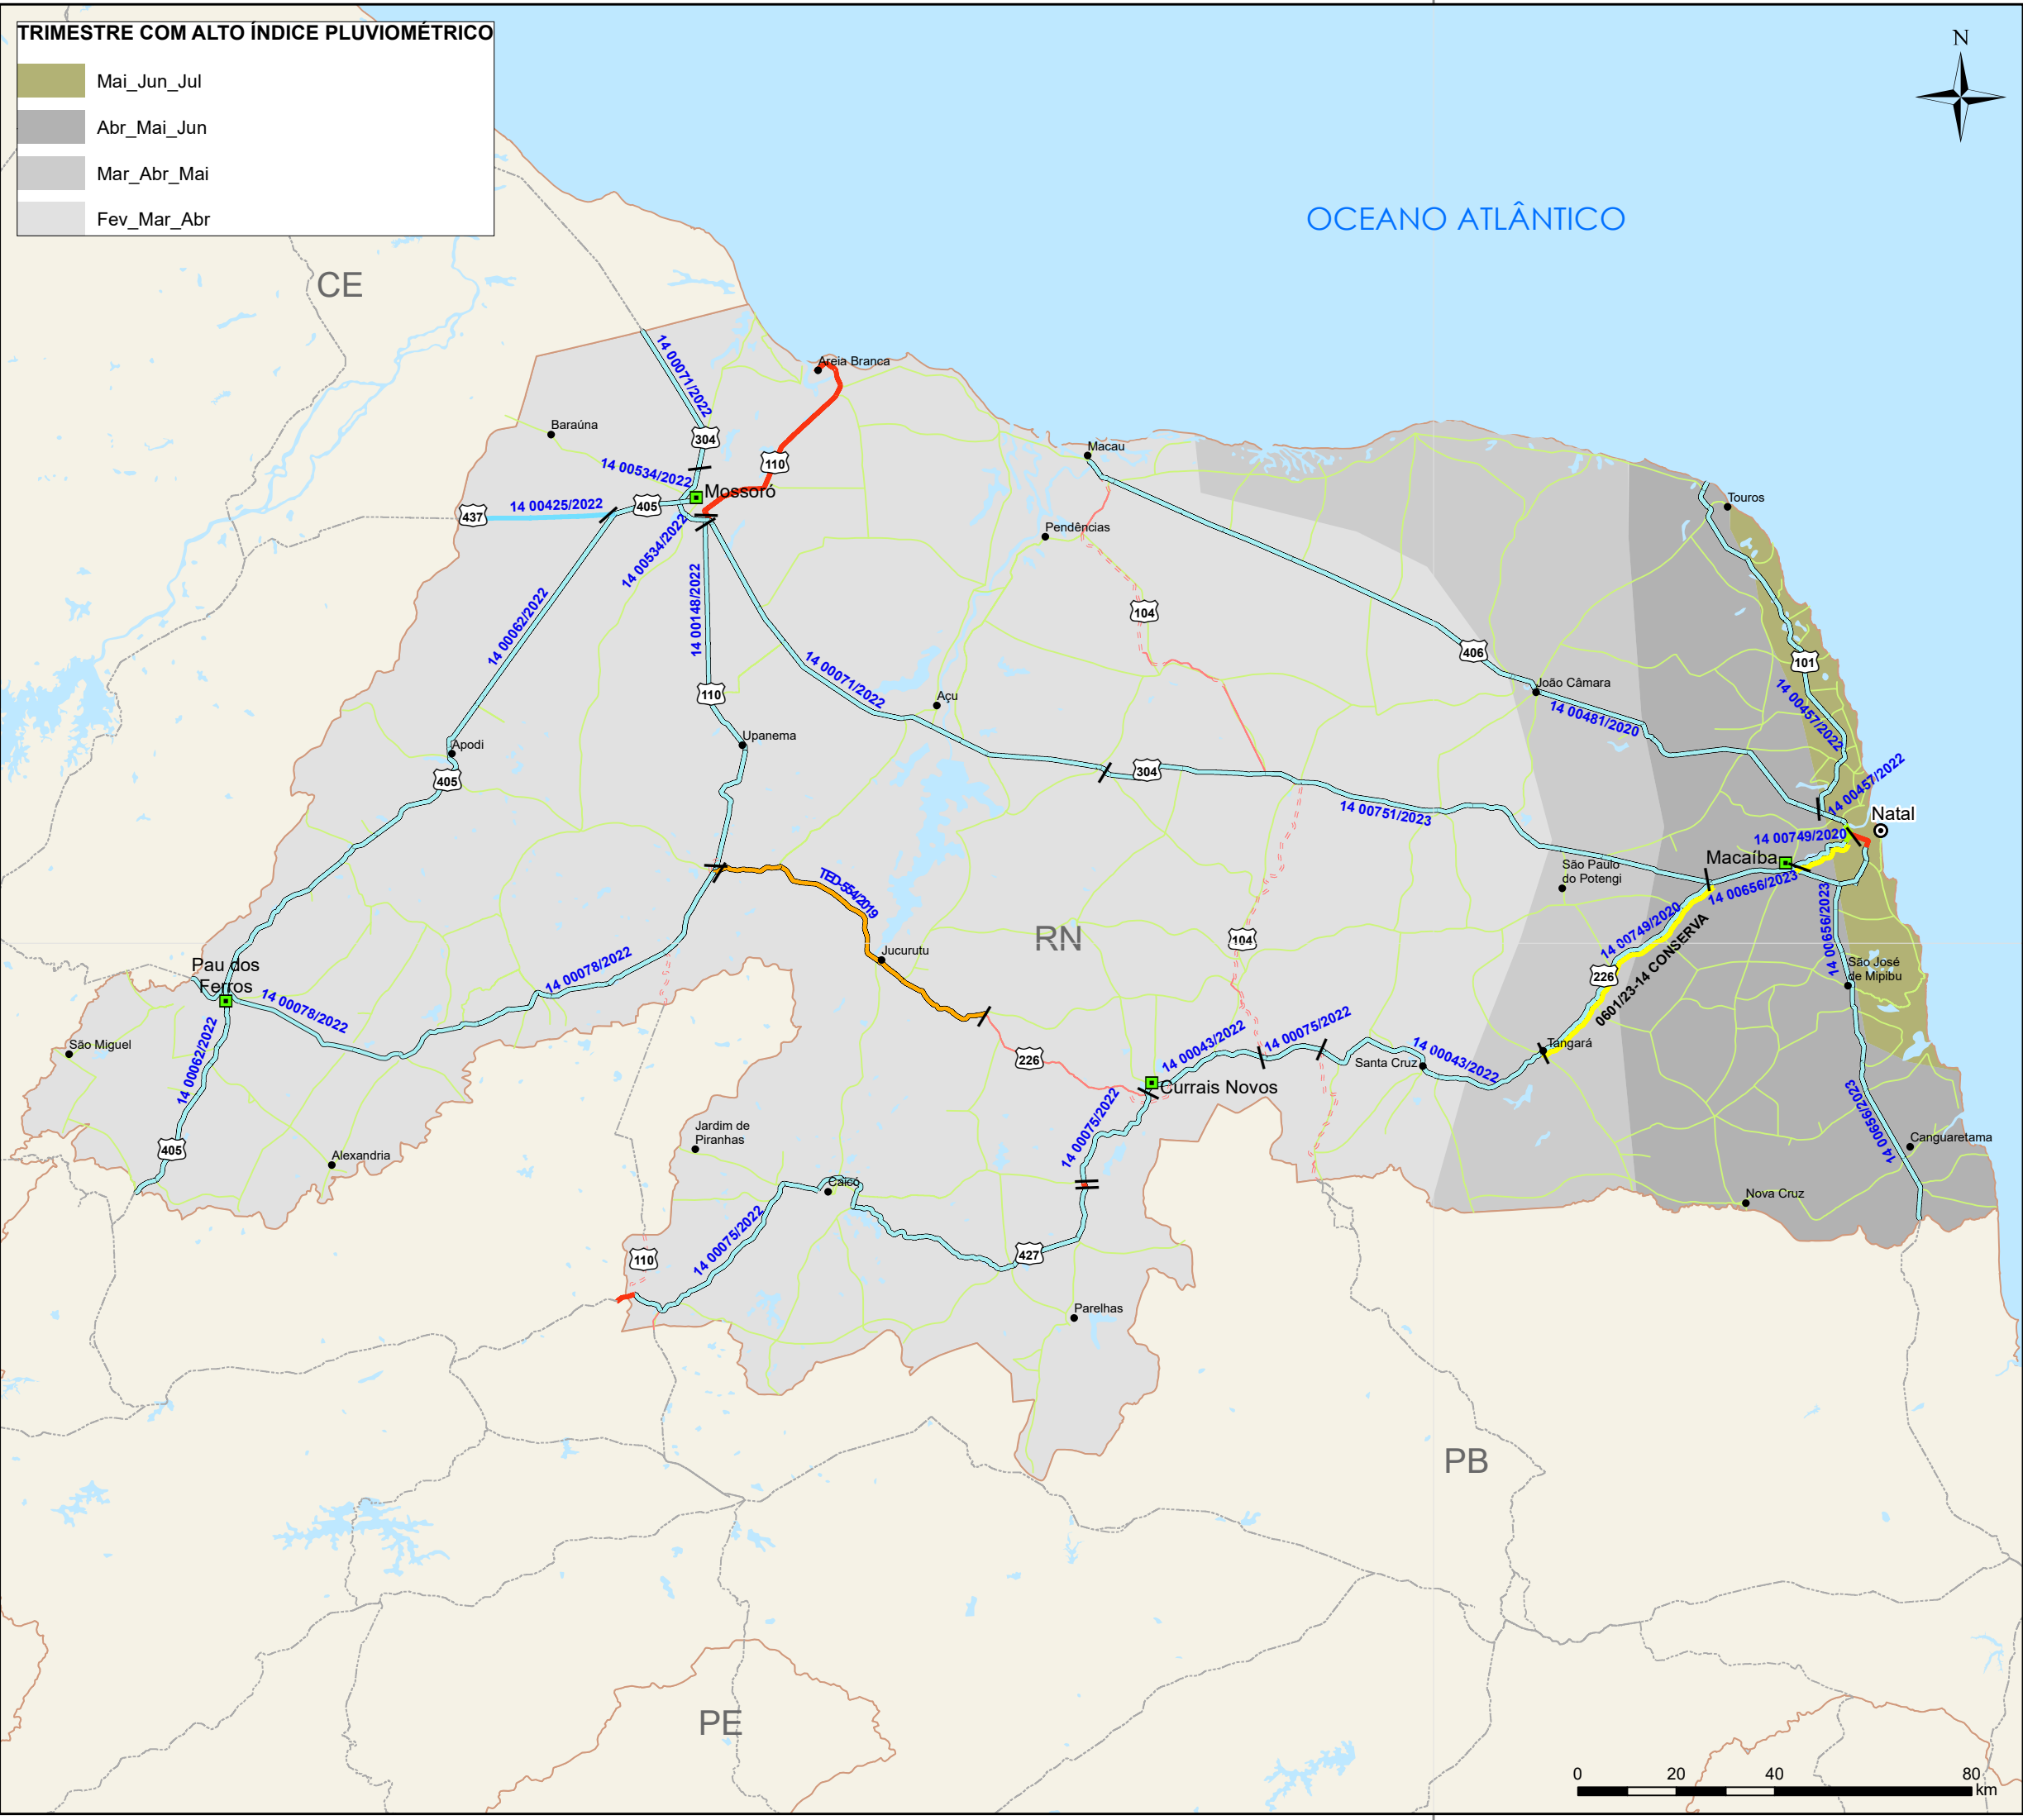 TRIMESTRE COM ALTO ÍNDICE PLUVIOMÉTRICO
Mai_Jun_Jul
Abr_Mai_Jun
Mar_Abr_Mai
Fev_Mar_Abr
N
OCEANO ATLÂNTICO
CE
14 00071/2022
Areia Branca
Baraúna
304
110
Macau
14 00534/2022
Mossoró
437
14 00425/2022
405
Touros
14 00534/2022
Pendências
14 00148/2022
14 00062/2022
104
406
101
14 00071/2022
João Câmara
110
Açu
14 00481/2020
14 00457/2022
Upanema
Apodi
405
304
14 00457/2022
14 00751/2023
Natal
14 00749/2020
Macaíba
São Paulo
do Potengi
14 00656/2023
TED-554/2019
14 00749/2020
14 00656/2023
0601/23-14 CONSERVA
RN
104
Jucurutu
Pau dos
Ferros
14 00078/2022
226
São José
de Mipibu
14 00078/2022
14 00062/2022
São Miguel
226
14 00043/2022
14 00075/2022
14 00043/2022
Tangará
Santa Cruz
Currais Novos
14 00075/2022
14 00656/2023
Jardim de
Piranhas
Canguaretama
405
Alexandria
Caicó
Nova Cruz
14 00075/2022
110
427
Parelhas
PB
PE
0
20
40
80
km